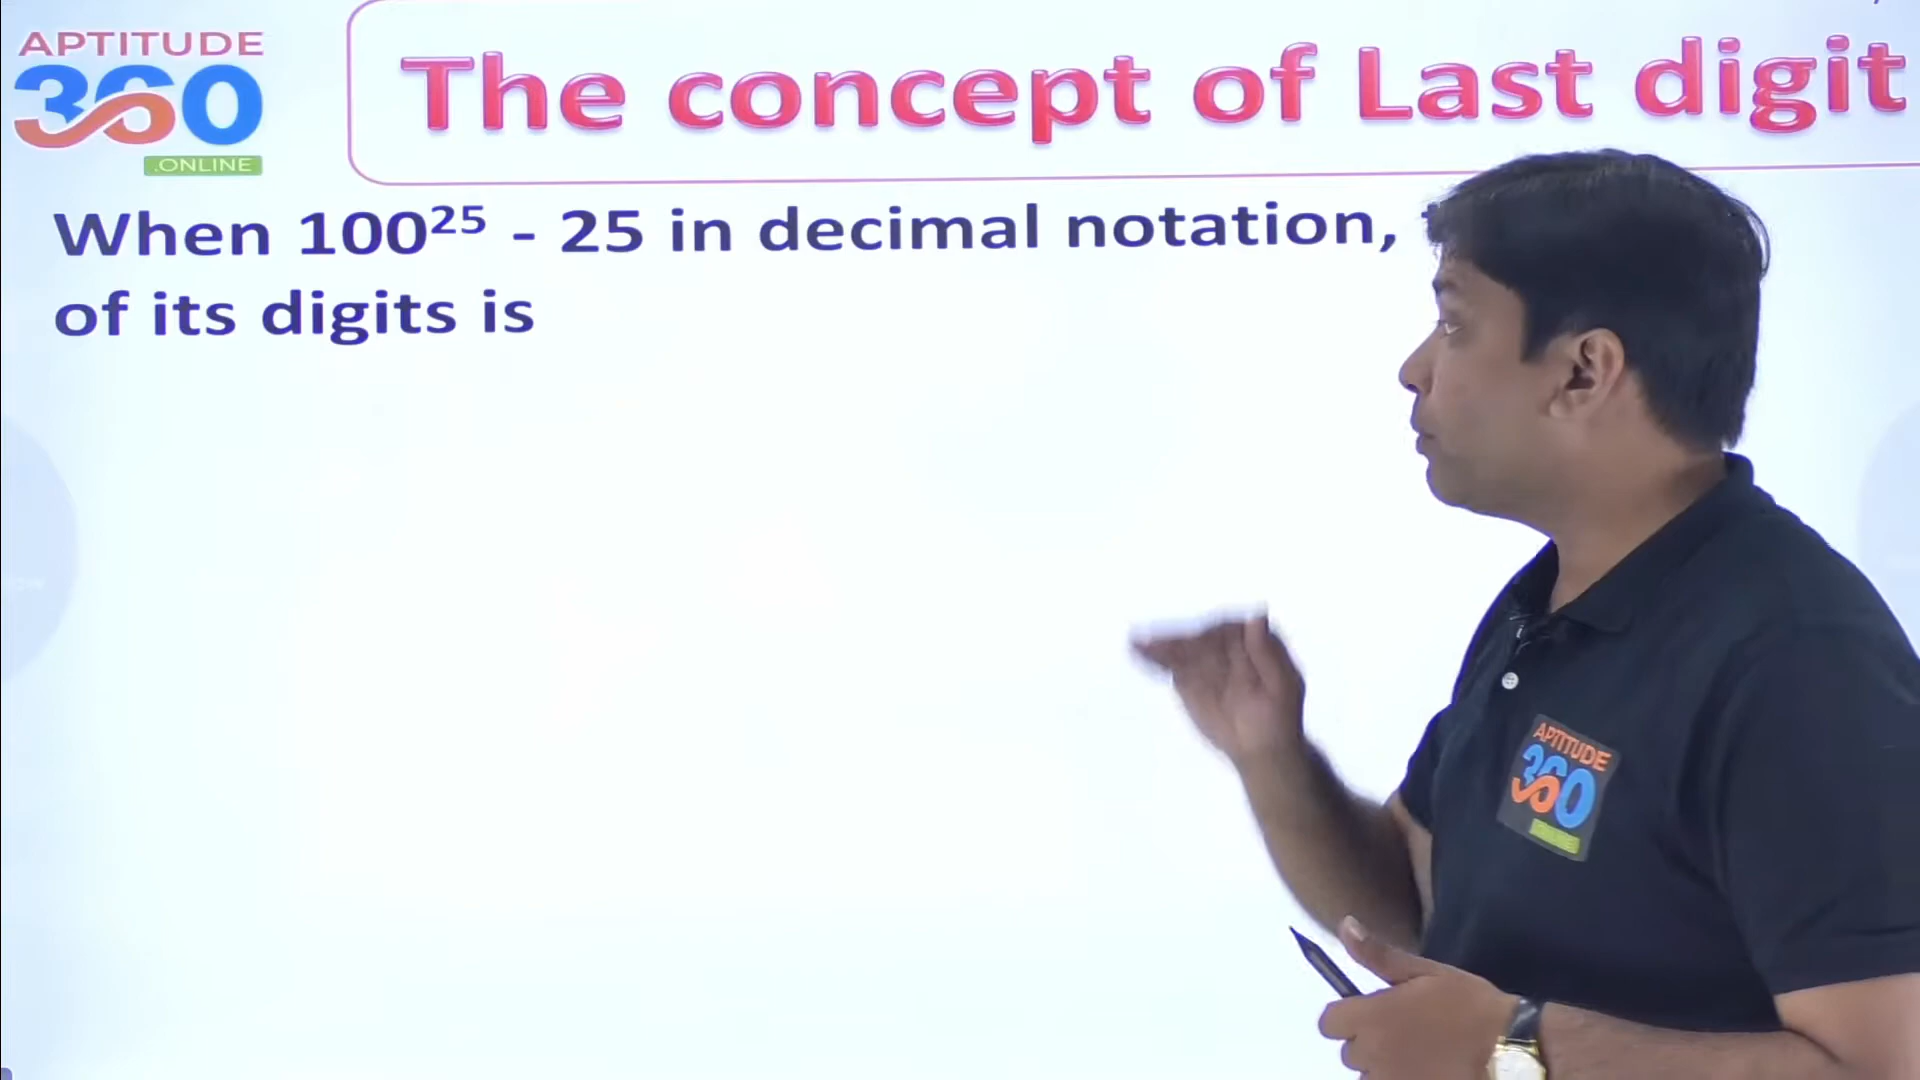 APTITUDE
360
.ONLINE
The concept of Last digit
When 100²⁵ - 25 in decimal notation,
of its digits is
APTITUDE
360